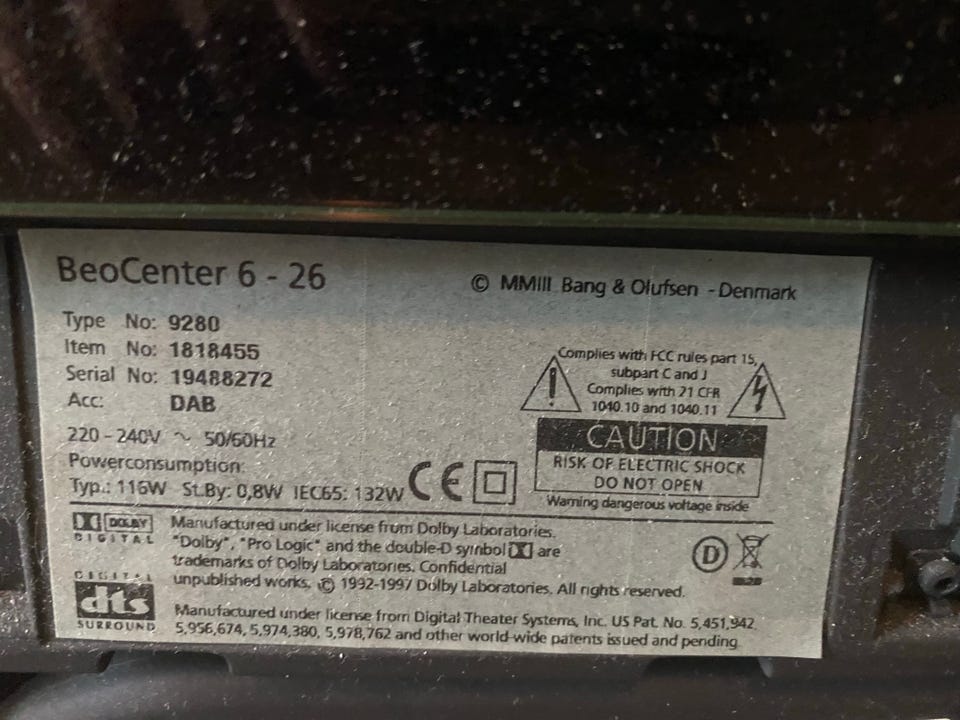 BeoCenter 6 - 26
© MMIII Bang & Olufsen - Denmark
Type No: 9280
Item No: 1818455
Serial No: 19488272
Acc: DAB
220 - 240V ~ 50/60Hz
Powerconsumption:
Typ.: 116W St.By: 0,8W IEC65: 132W
CE
Complies with FCC rules part 15,
subpart C and J
Complies with 21 CFR
1040.10 and 1040.11
CAUTION
RISK OF ELECTRIC SHOCK
DO NOT OPEN
Warning dangerous voltage inside
DOLBY
DIGITAL
Manufactured under license from Dolby Laboratories.
"Dolby", "Pro Logic" and the double-D symbol are
trademarks of Dolby Laboratories. Confidential
unpublished works. © 1992-1997 Dolby Laboratories. All rights reserved.
D
DIGITAL
dts
SURROUND
Manufactured under license from Digital Theater Systems, Inc. US Pat. No. 5,451,942
5,956,674, 5,974,380, 5,978,762 and other world-wide patents issued and pending